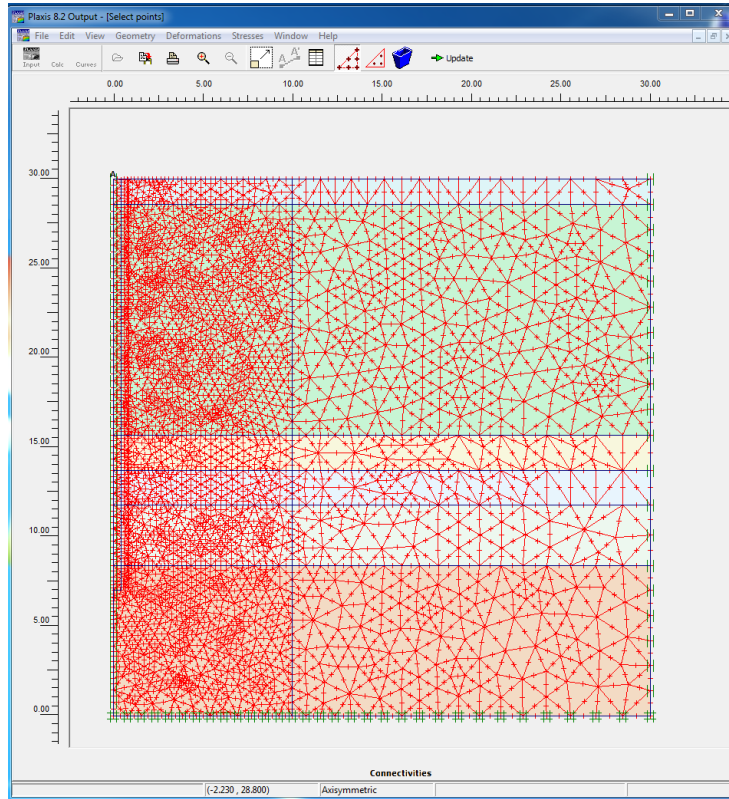 Plaxis 8.2 Output - [Select points]
File Edit View Geometry Deformations Stresses Window Help
Input Calc Curves Update
0.00 5.00 10.00 15.00 20.00 25.00 30.00
A
30.00
25.00
20.00
15.00
10.00
5.00
0.00
Connectivities
(-2.230 , 28.800) Axisymmetric